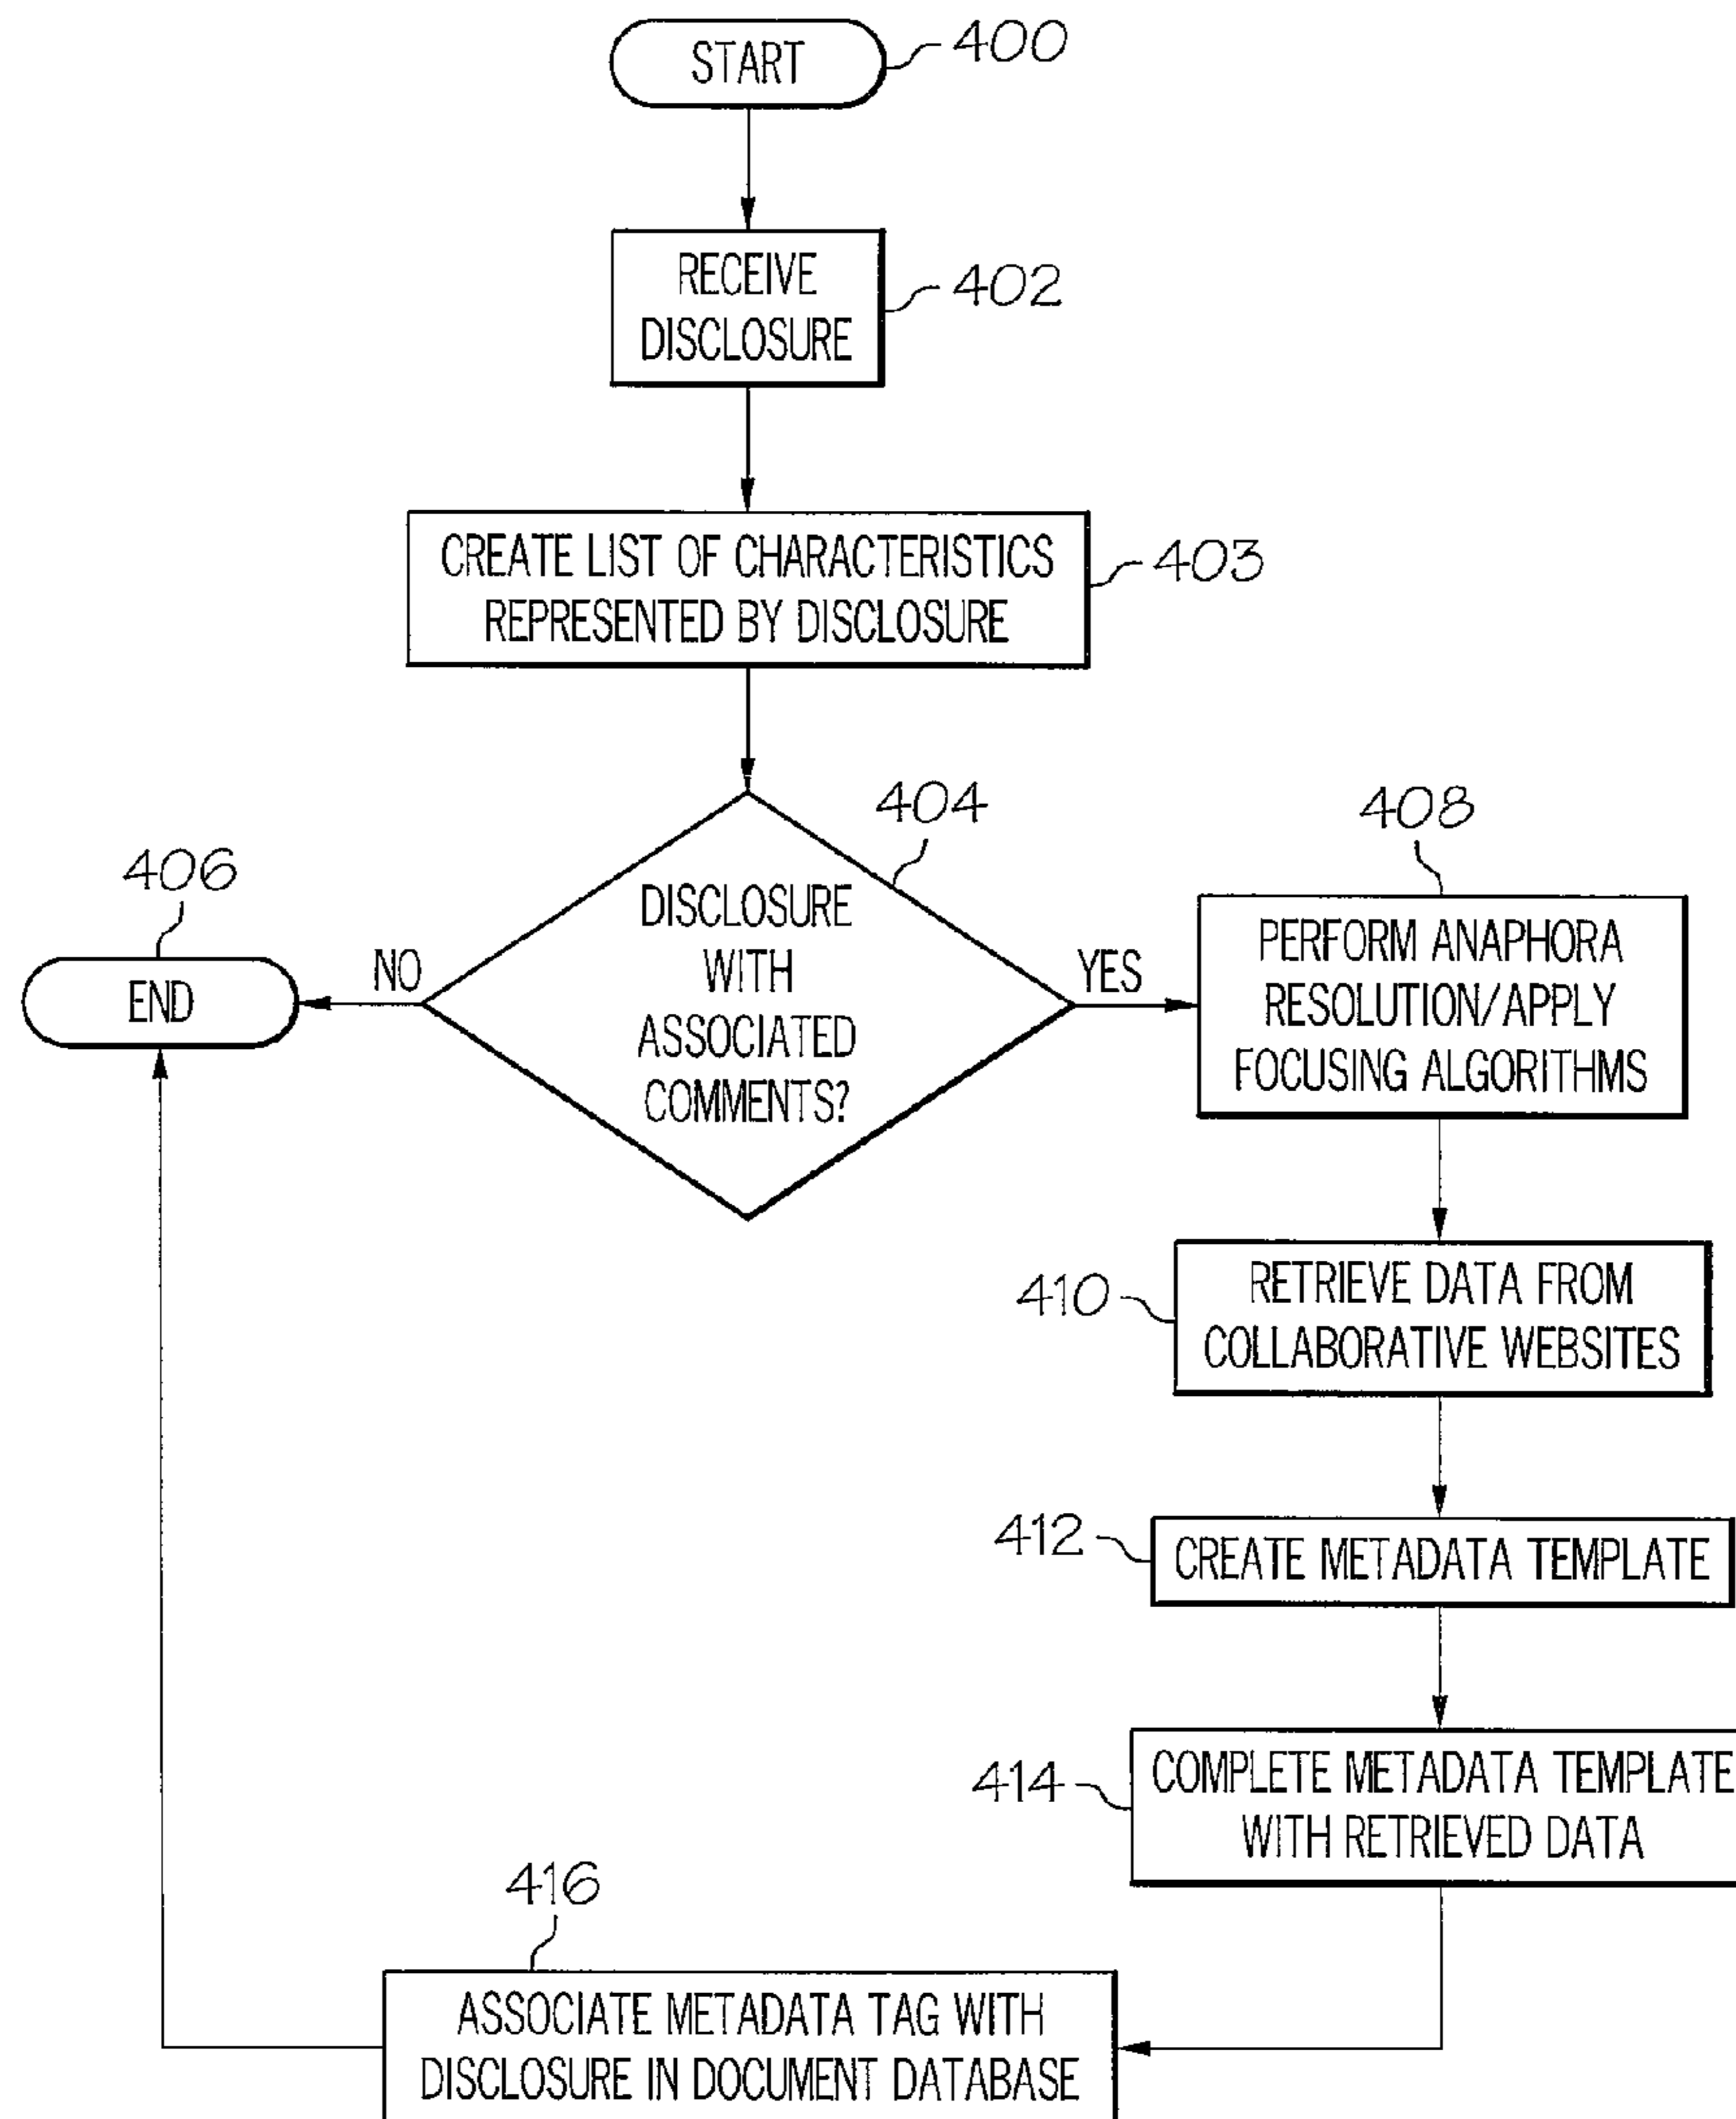 START
400
RECEIVE
DISCLOSURE
402
CREATE LIST OF CHARACTERISTICS
REPRESENTED BY DISCLOSURE
403
404
DISCLOSURE
WITH
ASSOCIATED
COMMENTS?
NO
406
END
YES
408
PERFORM ANAPHORA
RESOLUTION/APPLY
FOCUSING ALGORITHMS
410
RETRIEVE DATA FROM
COLLABORATIVE WEBSITES
412
CREATE METADATA TEMPLATE
414
COMPLETE METADATA TEMPLATE
WITH RETRIEVED DATA
416
ASSOCIATE METADATA TAG WITH
DISCLOSURE IN DOCUMENT DATABASE